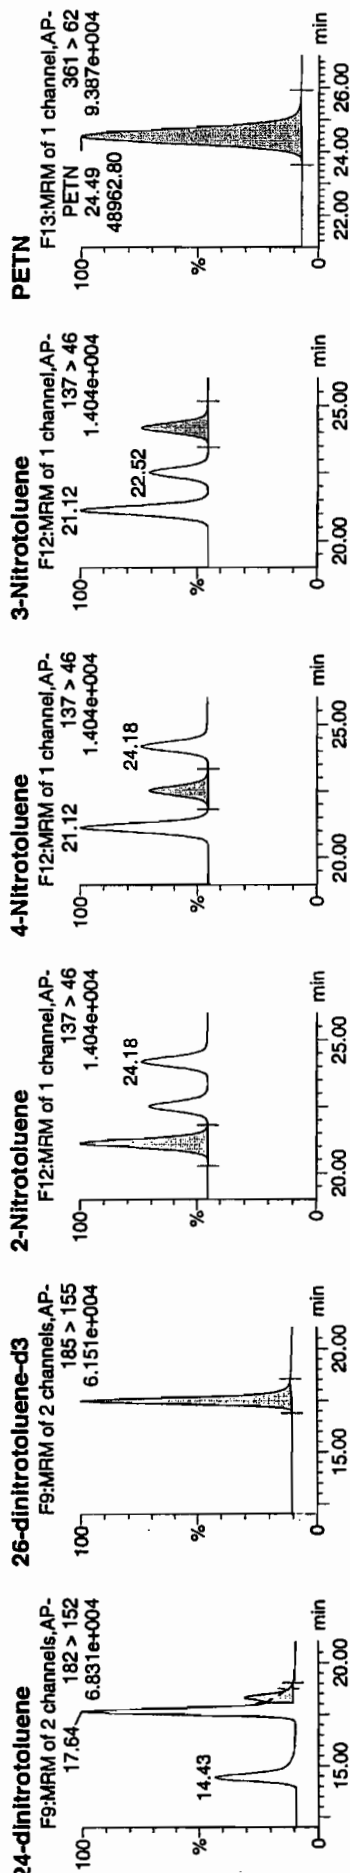 24-dinitrotoluene
F9:MRM of 2 channels,AP-
182 > 152
6.831e+004
17.64
14.43
100
%
0
15.00
20.00
min
26-dinitrotoluene-d3
F9:MRM of 2 channels,AP-
185 > 155
6.151e+004
100
%
0
15.00
20.00
min
2-Nitrotoluene
F12:MRM of 1 channel,AP-
137 > 46
1.404e+004
24.18
100
%
0
20.00
25.00
min
4-Nitrotoluene
F12:MRM of 1 channel,AP-
137 > 46
1.404e+004
21.12
24.18
100
%
0
20.00
25.00
min
3-Nitrotoluene
F12:MRM of 1 channel,AP-
137 > 46
1.404e+004
21.12
22.52
100
%
0
20.00
25.00
min
PETN
F13:MRM of 1 channel,AP-
361 > 62
9.387e+004
PETN
24.49
48962.80
100
%
0
22.00
24.00
26.00
min